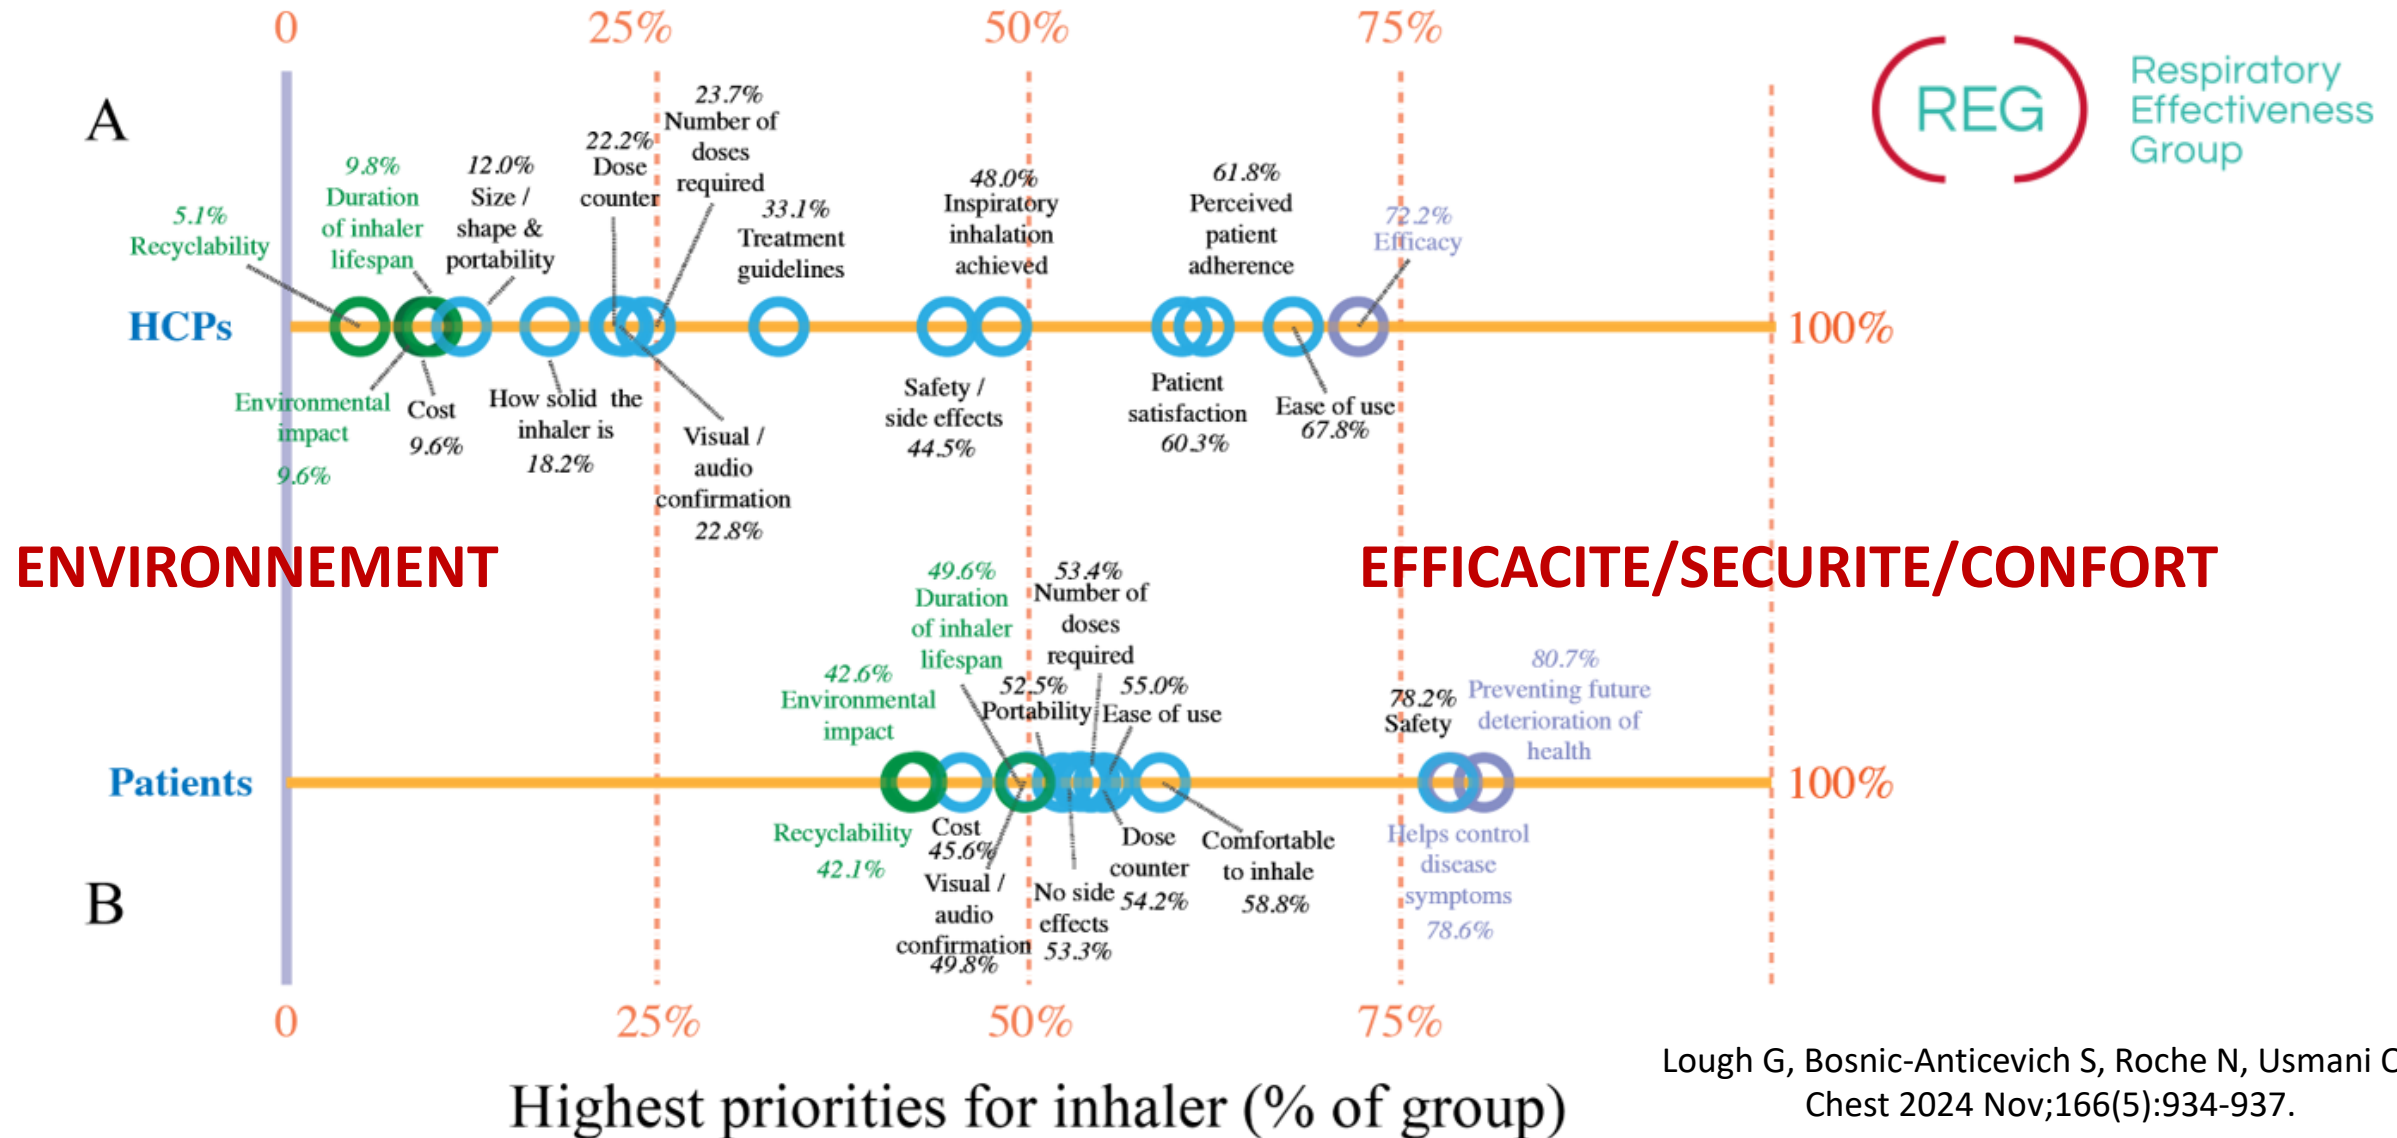 0
25%
50%
75%
REG
Respiratory
Effectiveness
Group
A
5.1%
Recyclability
9.8%
Duration
of inhaler
lifespan
12.0%
Size /
shape &
portability
22.2%
Dose
counter
23.7%
Number of
doses
required
33.1%
Treatment
guidelines
48.0%
Inspiratory
inhalation
achieved
61.8%
Perceived
patient
adherence
72.2%
Efficacy
HCPs
100%
Environmental
impact
9.6%
Cost
9.6%
How solid the
inhaler is
18.2%
Visual /
audio
confirmation
22.8%
Safety /
side effects
44.5%
Patient
satisfaction
60.3%
Ease of use
67.8%
ENVIRONNEMENT
EFFICACITE/SECURITE/CONFORT
42.6%
Environmental
impact
49.6%
Duration
of inhaler
lifespan
52.5%
Portability
53.4%
Number of
doses
required
55.0%
Ease of use
78.2%
Safety
80.7%
Preventing future
deterioration of
health
Patients
100%
Recyclability
42.1%
Cost
45.6%
Visual /
audio
confirmation
49.8%
No side
effects
53.3%
Dose
counter
54.2%
Comfortable
to inhale
58.8%
Helps control
disease
symptoms
78.6%
B
0
25%
50%
75%
Highest priorities for inhaler (% of group)
Lough G, Bosnic-Anticevich S, Roche N, Usmani O
Chest 2024 Nov;166(5):934-937.